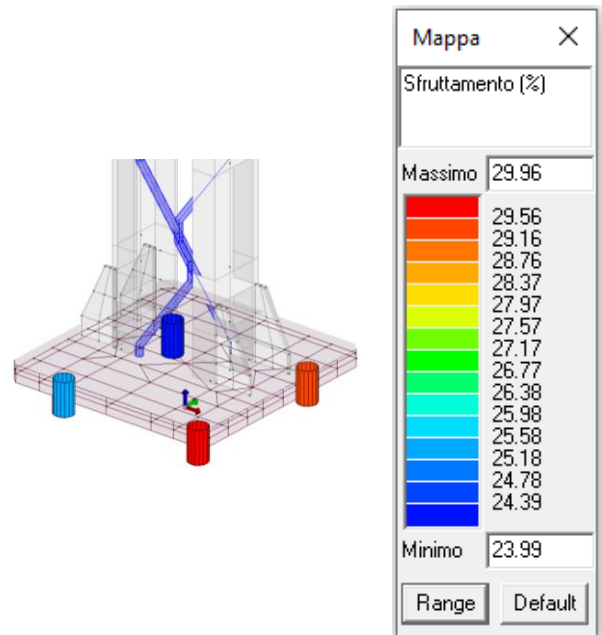 Mappa
Sfruttamento (%)
Massimo 29.96
29.56
29.16
28.76
28.37
27.97
27.57
27.17
26.77
26.38
25.98
25.58
25.18
24.78
24.39
Minimo 23.99
Range Default